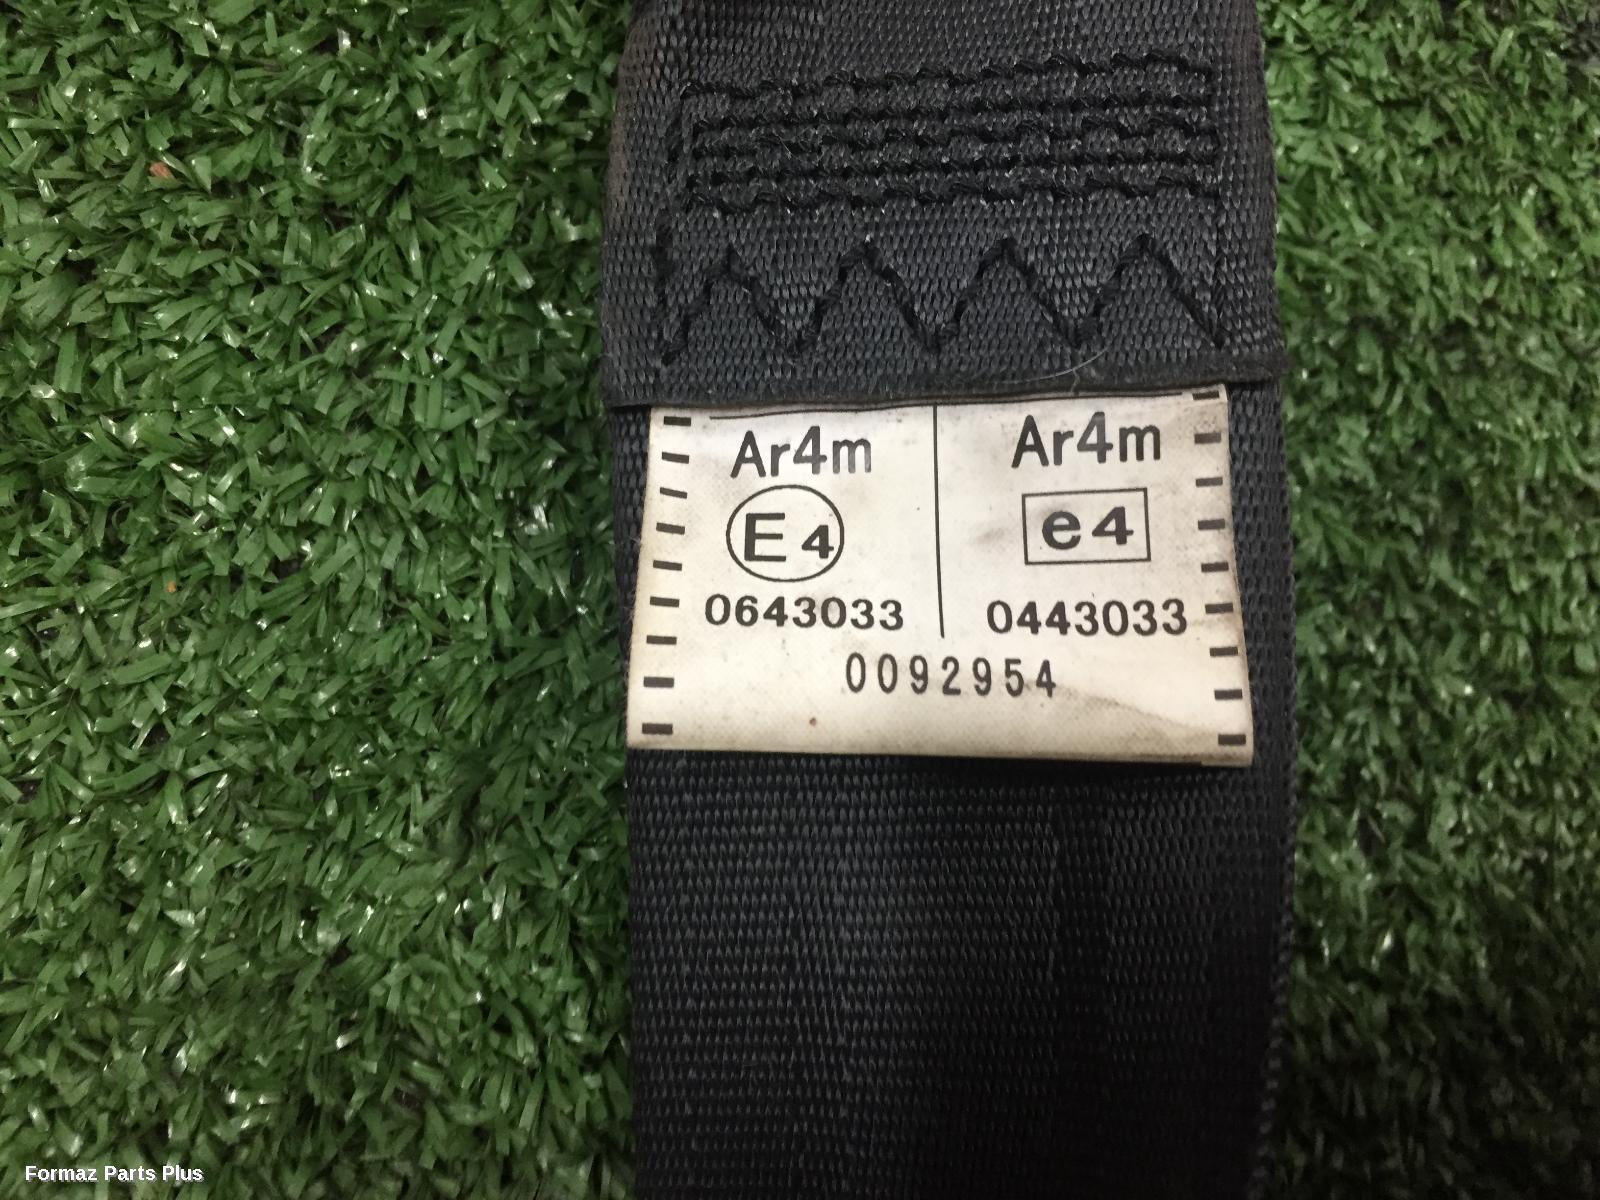 Ar4m Ar4m
E4 e4
0643033 0443033
0092954
Formaz Parts Plus